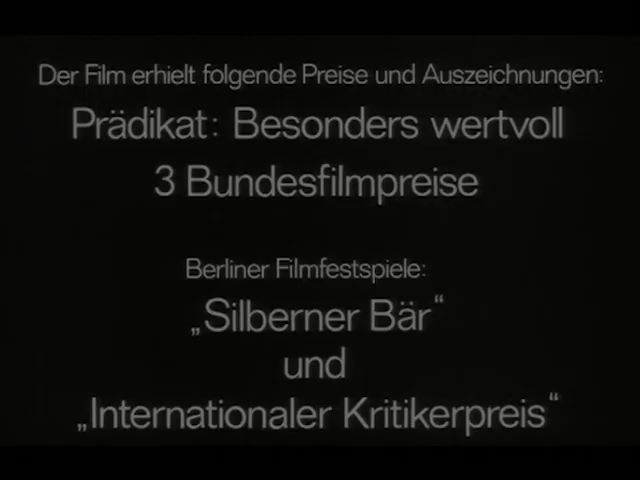 Der Film erhielt folgende Preise und Auszeichnungen:
Prädikat: Besonders wertvoll
3 Bundesfilmpreise
Berliner Filmfestspiele:
„Silberner Bär“
und
„Internationaler Kritikerpreis“